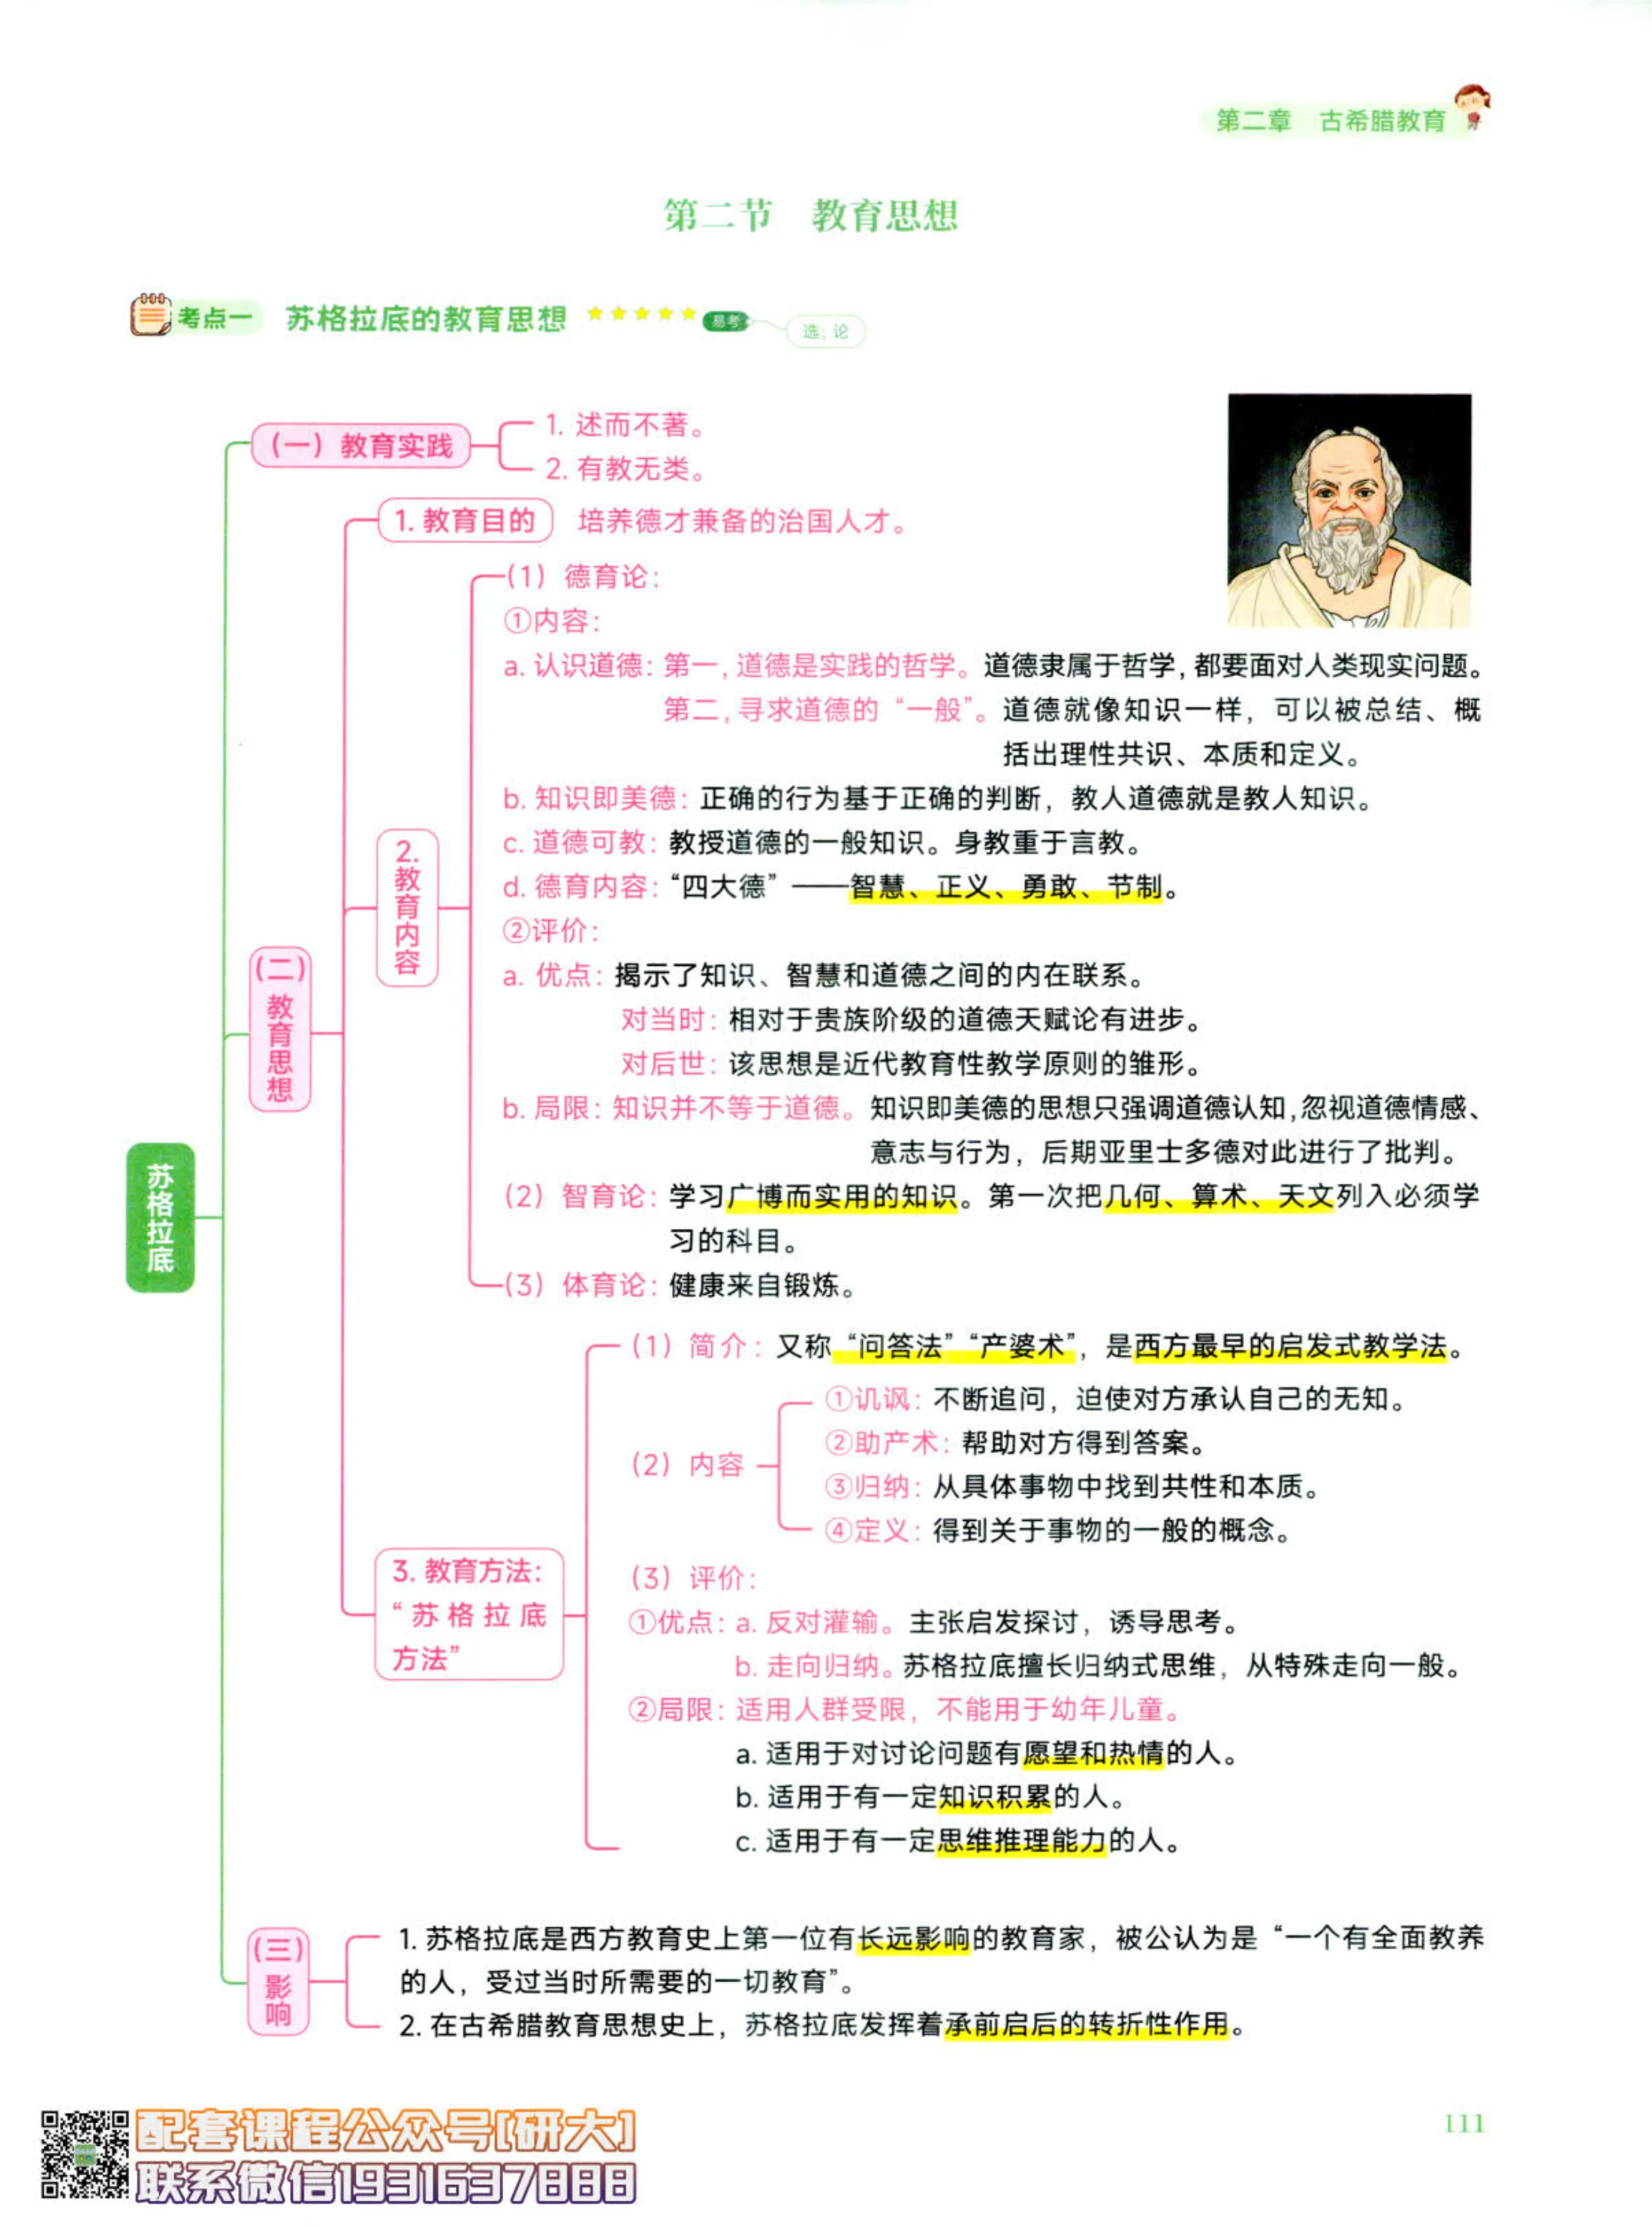 第二章 古希腊教育
第二节 教育思想
考点一 苏格拉底的教育思想 ★★★★★ 易考 选;论
苏格拉底
(一) 教育实践
1. 述而不著。
2. 有教无类。
(二) 教育思想
1. 教育目的 培养德才兼备的治国人才。
2. 教育内容
(1) 德育论:
①内容:
a. 认识道德: 第一, 道德是实践的哲学。道德隶属于哲学, 都要面对人类现实问题。
第二, 寻求道德的“一般”。道德就像知识一样, 可以被总结、概
括出理性共识、本质和定义。
b. 知识即美德: 正确的行为基于正确的判断, 教人道德就是教人知识。
c. 道德可教: 教授道德的一般知识。身教重于言教。
d. 德育内容: “四大德”——智慧、正义、勇敢、节制。
②评价:
a. 优点: 揭示了知识、智慧和道德之间的内在联系。
对当时: 相对于贵族阶级的道德天赋论有进步。
对后世: 该思想是近代教育性教学原则的雏形。
b. 局限: 知识并不等于道德。知识即美德的思想只强调道德认知,忽视道德情感、
意志与行为, 后期亚里士多德对此进行了批判。
(2) 智育论: 学习广博而实用的知识。第一次把几何、算术、天文列入必须学
习的科目。
(3) 体育论: 健康来自锻炼。
3. 教育方法:
“苏格拉底
方法”
(1) 简介: 又称“问答法”“产婆术”, 是西方最早的启发式教学法。
(2) 内容
①讥讽: 不断追问, 迫使对方承认自己的无知。
②助产术: 帮助对方得到答案。
③归纳: 从具体事物中找到共性和本质。
④定义: 得到关于事物的一般的概念。
(3) 评价:
①优点: a. 反对灌输。主张启发探讨, 诱导思考。
b. 走向归纳。苏格拉底擅长归纳式思维, 从特殊走向一般。
②局限: 适用人群受限, 不能用于幼年儿童。
a. 适用于对讨论问题有愿望和热情的人。
b. 适用于有一定知识积累的人。
c. 适用于有一定思维推理能力的人。
(三) 影响
1. 苏格拉底是西方教育史上第一位有长远影响的教育家, 被公认为是“一个有全面教养
的人, 受过当时所需要的一切教育”。
2. 在古希腊教育思想史上, 苏格拉底发挥着承前启后的转折性作用。
配套课程公众号[研大]
联系微信1931637888
111